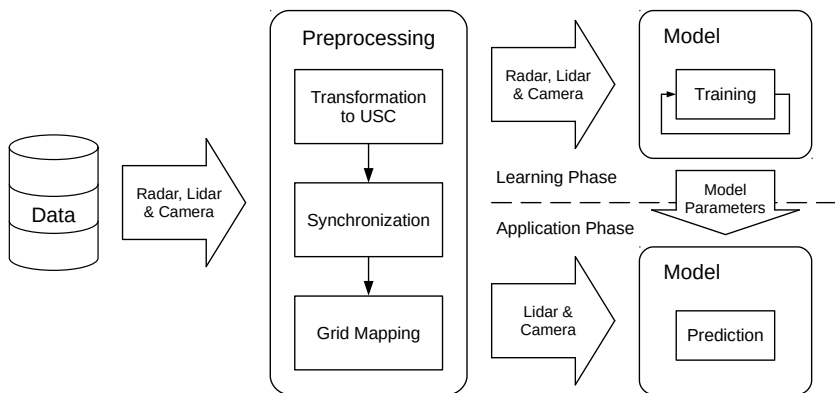 Data
Radar, Lidar
& Camera
Preprocessing
Transformation
to USC
Synchronization
Grid Mapping
Radar, Lidar
& Camera
Model
Training
Learning Phase
Model
Parameters
Application Phase
Lidar &
Camera
Model
Prediction